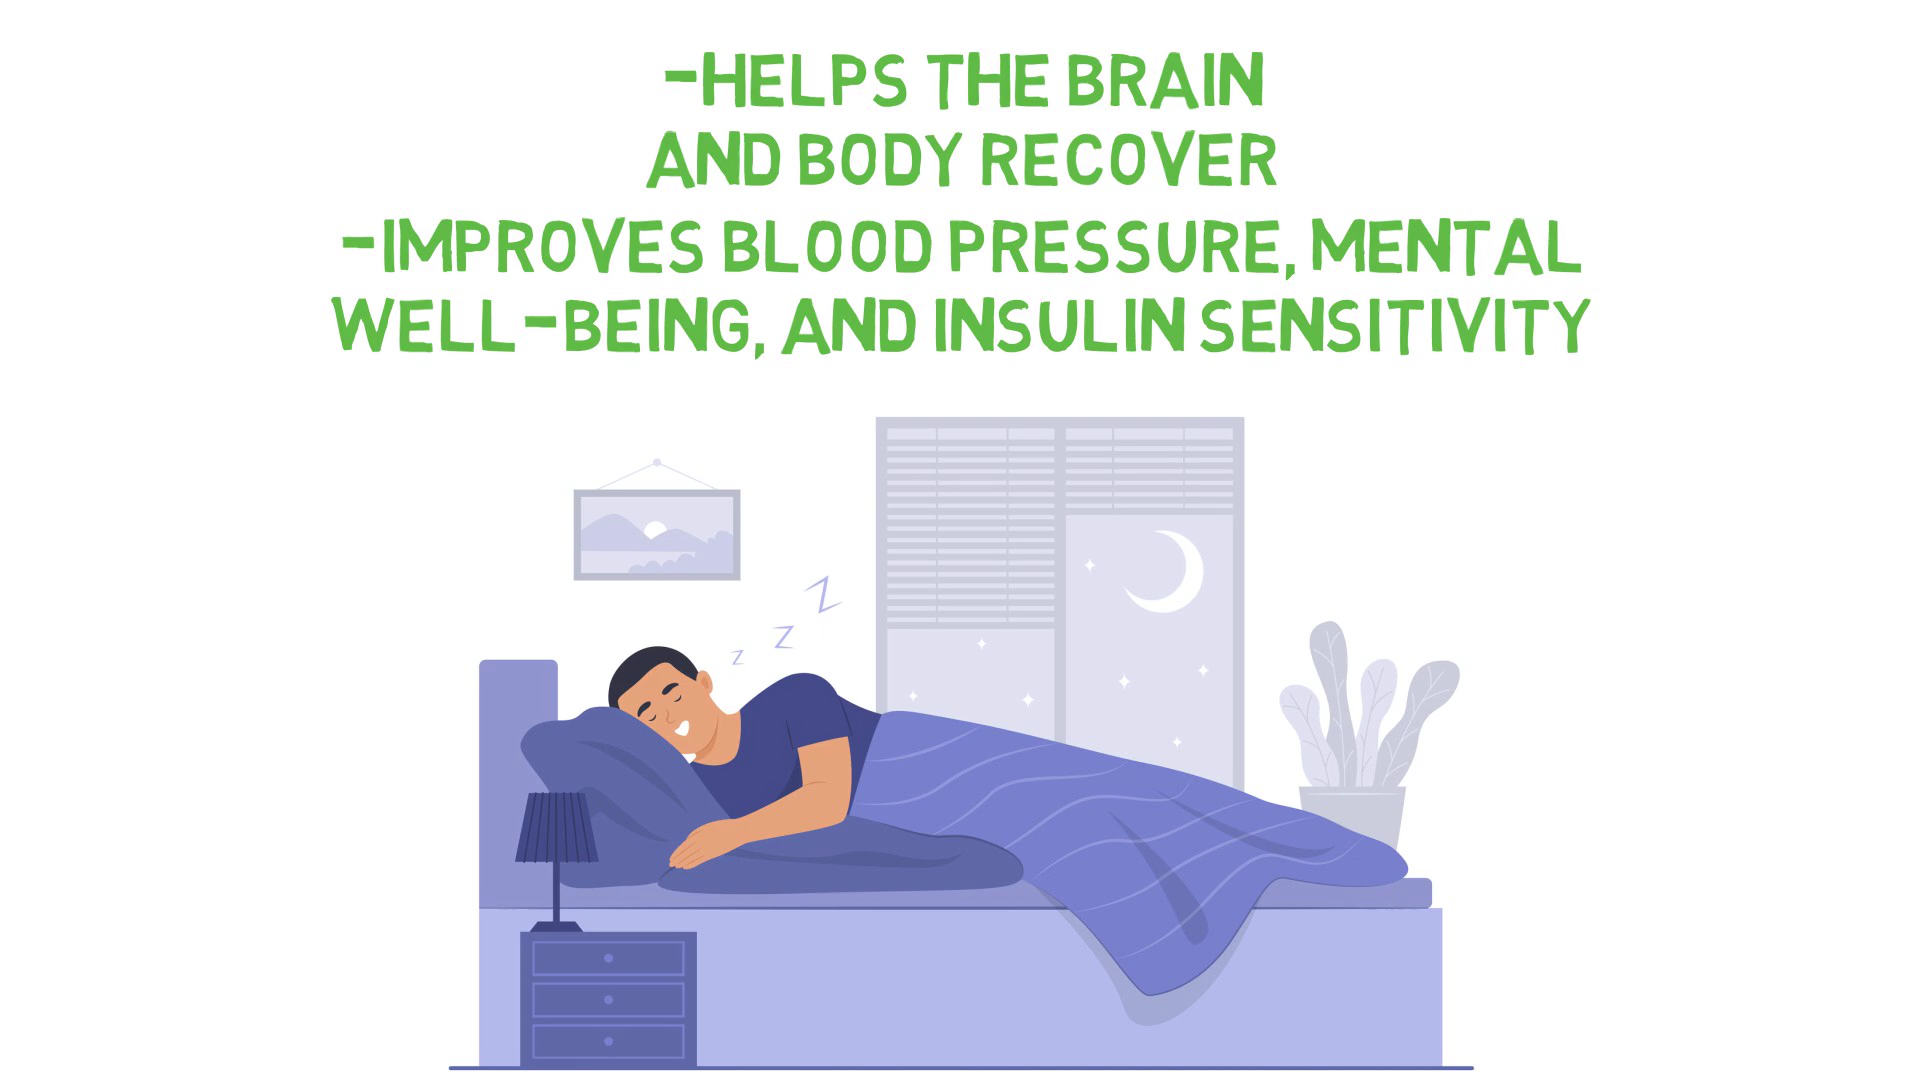 -HELPS THE BRAIN
AND BODY RECOVER
-IMPROVES BLOOD PRESSURE, MENTAL
WELL-BEING, AND INSULIN SENSITIVITY
z
z
z